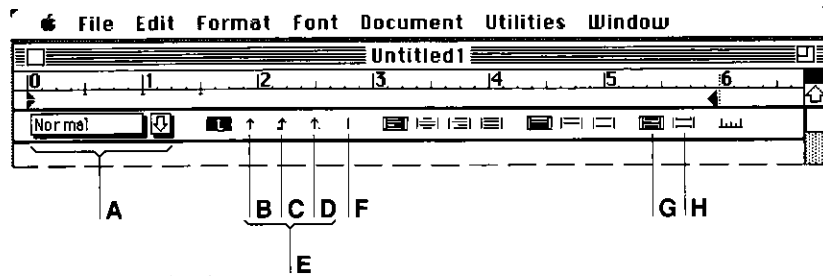 File Edit Format Font Document Utilities Window
Untitled1
0 1 2 3 4 5 6
Normal
A B C D F G H
E